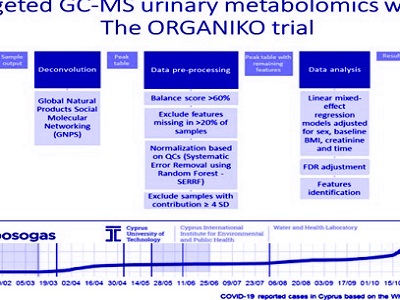 geted GC-MS urinary metabolomics w
The ORGANIKO trial
Sample
output
Deconvolution
Peak
table
Data pre-processing
Peak table with
remaining
features
Data analysis
Resul
Global Natural
Products Social
Molecular
Networking
(GNPS)
Balance score >60%
Exclude features
missing in >20% of
samples
Normalization based
on QCs (Systematic
Error Removal using
Random Forest -
SERRF)
Exclude samples with
contribution ≥ 4 SD
Linear mixed-
effect
regression
models adjusted
for sex, baseline
BMI, creatinine
and time
FDR adjustment
Features
identification
osogas
Cyprus
University of
Technology
Cyprus International
Institute for Environmental
and Public Health
Water and Health Laboratory
/02 05/03 19/03 02/04 16/04 30/04 14/05 28/05 11/06 25/06 09/07 23/07 06/08 20/08 03/09 17/09 01/10 15/10
COVID-19 reported cases in Cyprus based on the W